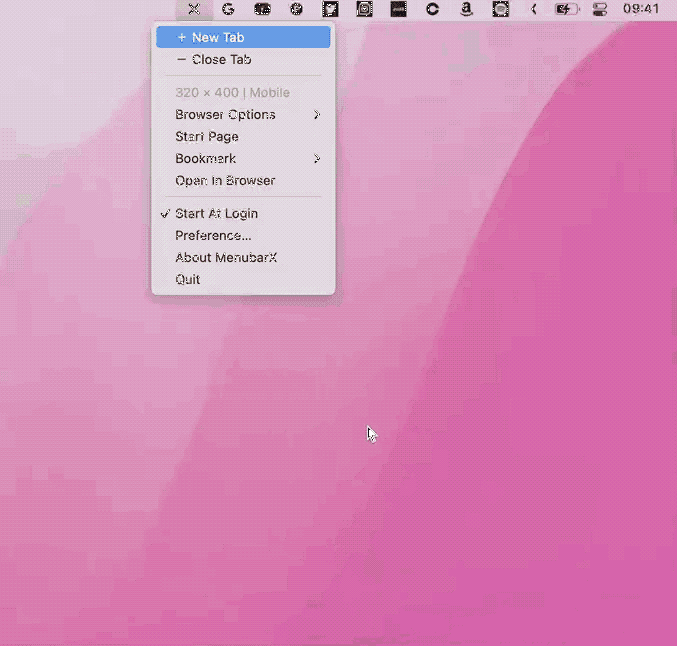 09:41
+ New Tab
− Close Tab
320 × 400 | Mobile
Browser Options
Start Page
Bookmark
Open In Browser
✓ Start At Login
Preference...
About MenubarX
Quit